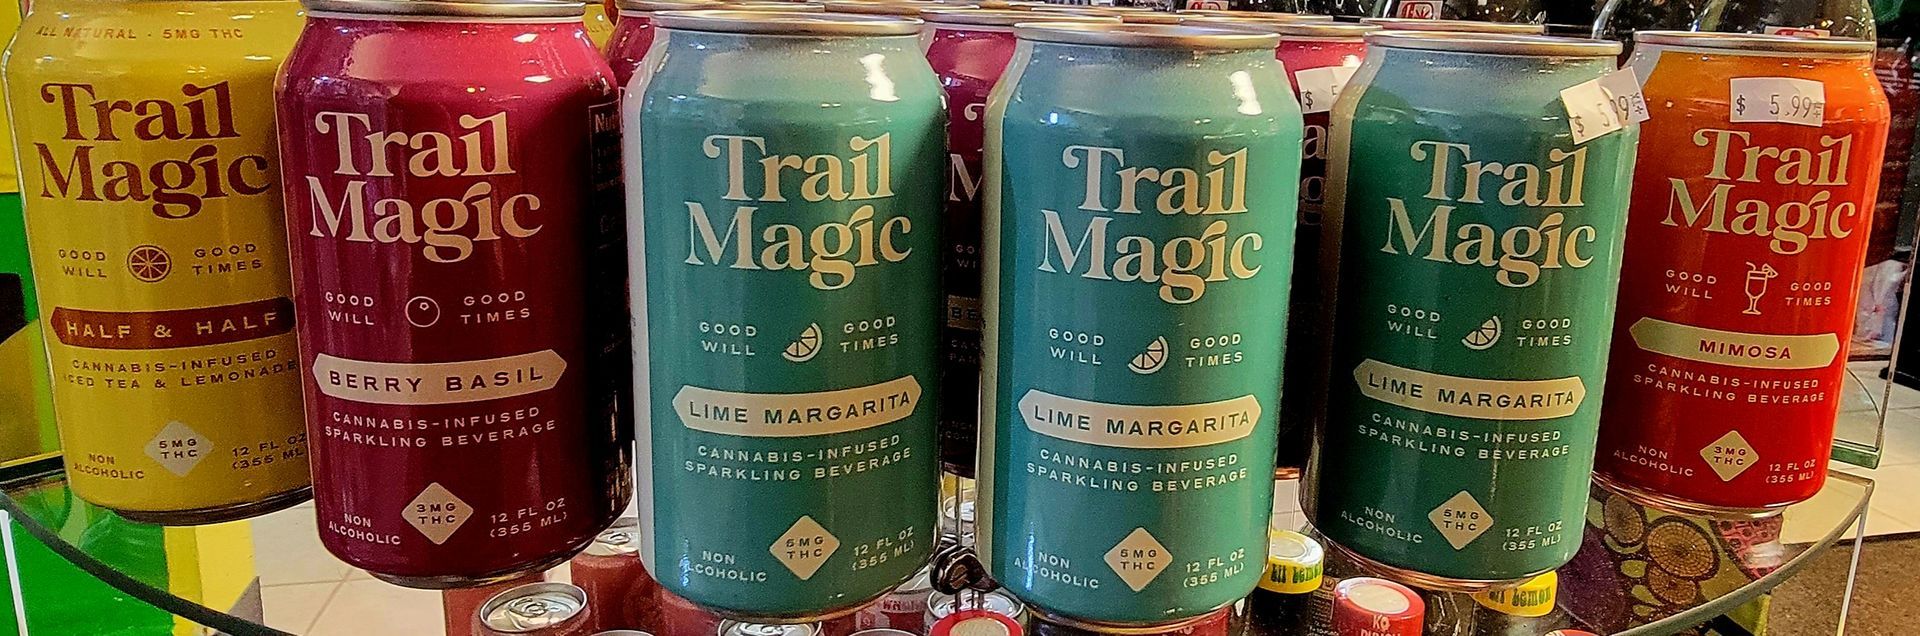 ALL NATURAL · 5MG THC
Trail
Magic
GOOD GOOD
WILL TIMES
HALF & HALF
CANNABIS-INFUSED
ICED TEA & LEMONADE
NON
ALCOHOLIC
5MG
THC
12 FL OZ
(355 ML)
Trail
Magic
GOOD GOOD
WILL TIMES
BERRY BASIL
CANNABIS-INFUSED
SPARKLING BEVERAGE
NON
ALCOHOLIC
3MG
THC
12 FL OZ
(355 ML)
Trail
Magic
GOOD GOOD
WILL TIMES
LIME MARGARITA
CANNABIS-INFUSED
SPARKLING BEVERAGE
NON
ALCOHOLIC
5MG
THC
12 FL OZ
(355 ML)
Trail
Magic
GOOD GOOD
WILL TIMES
LIME MARGARITA
CANNABIS-INFUSED
SPARKLING BEVERAGE
NON
ALCOHOLIC
5MG
THC
12 FL OZ
(355 ML)
$ 5.99
Trail
Magic
GOOD GOOD
WILL TIMES
LIME MARGARITA
CANNABIS-INFUSED
SPARKLING BEVERAGE
NON
ALCOHOLIC
5MG
THC
12 FL OZ
(355 ML)
$ 5.99
Trail
Magic
GOOD GOOD
WILL TIMES
MIMOSA
CANNABIS-INFUSED
SPARKLING BEVERAGE
NON
ALCOHOLIC
3MG
THC
12 FL OZ
(355 ML)
Lemon